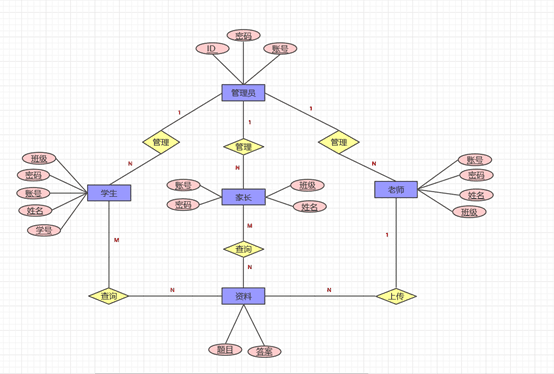 密码
ID
账号
管理员
1
1
1
管理
管理
管理
N
N
N
班级
密码
账号
姓名
学号
学生
账号
密码
家长
班级
姓名
老师
账号
密码
姓名
班级
M
M
1
查询
N
查询
N
资料
N
上传
题目
答案